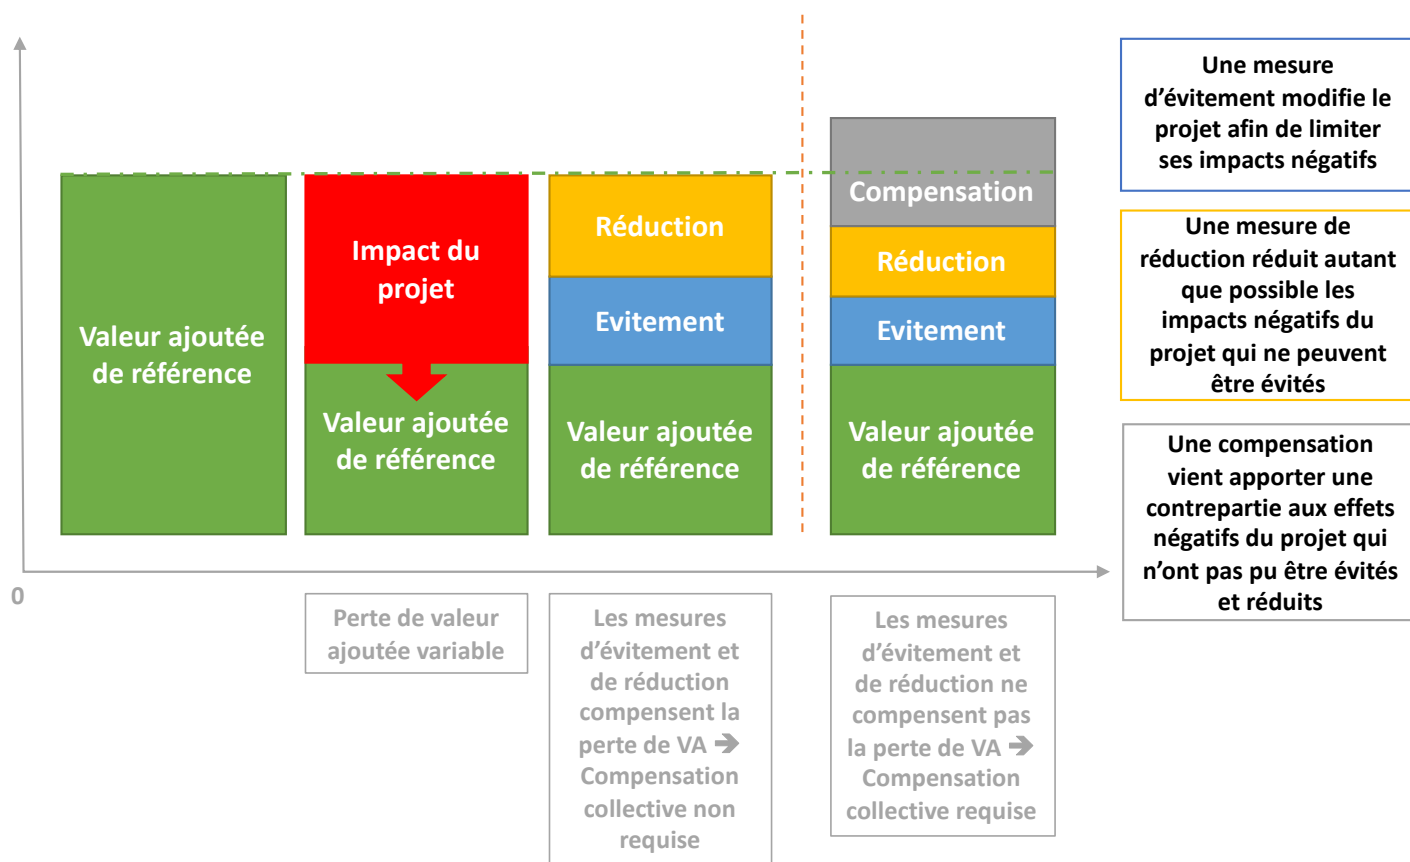 Valeur ajoutée
de référence
Impact du
projet
Valeur ajoutée
de référence
Réduction
Evitement
Valeur ajoutée
de référence
Compensation
Réduction
Evitement
Valeur ajoutée
de référence
0
Perte de valeur
ajoutée variable
Les mesures
d’évitement et
de réduction
compensent la
perte de VA ➔
Compensation
collective non
requise
Les mesures
d’évitement et
de réduction ne
compensent pas
la perte de VA ➔
Compensation
collective requise
Une mesure
d’évitement modifie le
projet afin de limiter
ses impacts négatifs
Une mesure de
réduction réduit autant
que possible les
impacts négatifs du
projet qui ne peuvent
être évités
Une compensation
vient apporter une
contrepartie aux effets
négatifs du projet qui
n’ont pas pu être évités
et réduits